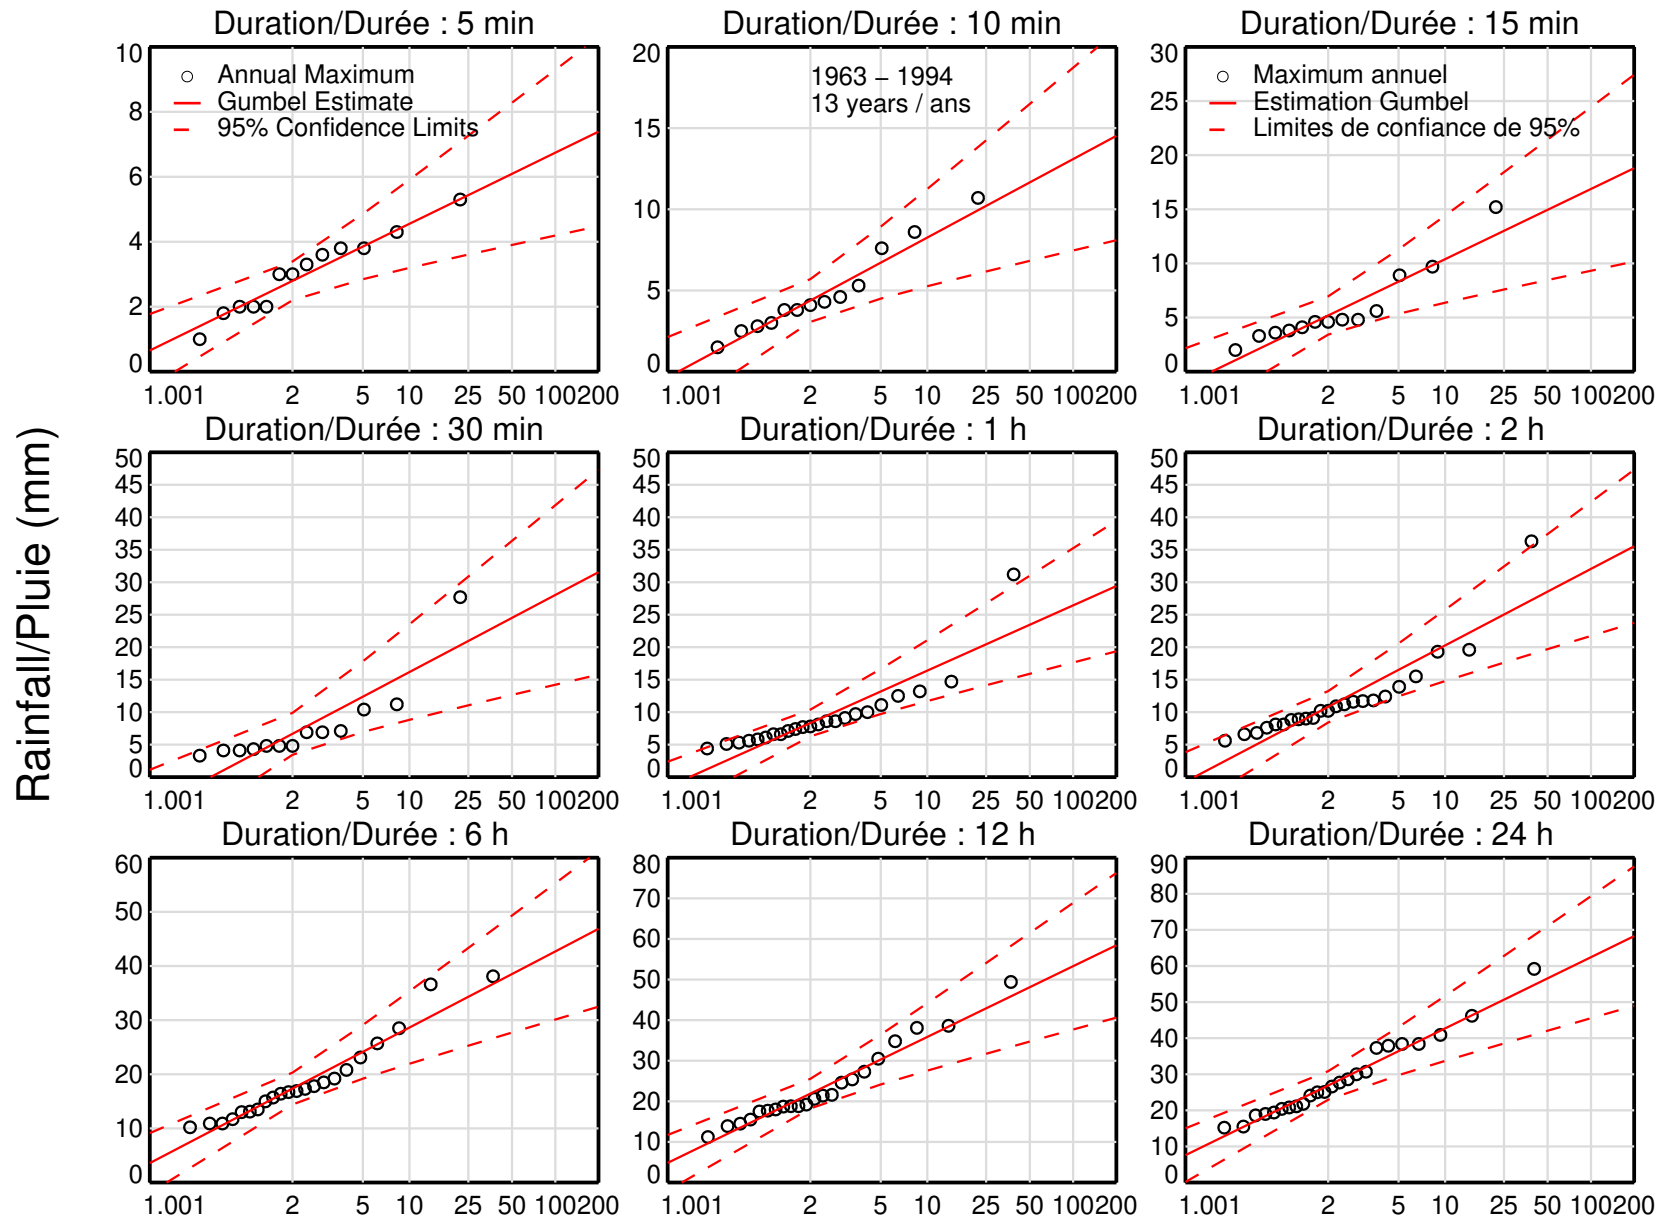 Duration/Durée : 5 min
10
8
6
4
2
0
Annual Maximum
Gumbel Estimate
95% Confidence Limits
1.001 2 5 10 25 50 100200
Duration/Durée : 10 min
20
15
10
5
0
1963 – 1994
13 years / ans
1.001 2 5 10 25 50 100200
Duration/Durée : 15 min
30
25
20
15
10
5
0
Maximum annuel
Estimation Gumbel
Limites de confiance de 95%
1.001 2 5 10 25 50 100200
Rainfall/Pluie (mm)
Duration/Durée : 30 min
50
45
40
35
30
25
20
15
10
5
0
1.001 2 5 10 25 50 100200
Duration/Durée : 1 h
50
45
40
35
30
25
20
15
10
5
0
1.001 2 5 10 25 50 100200
Duration/Durée : 2 h
50
45
40
35
30
25
20
15
10
5
0
1.001 2 5 10 25 50 100200
Duration/Durée : 6 h
60
50
40
30
20
10
0
1.001 2 5 10 25 50 100200
Duration/Durée : 12 h
80
70
60
50
40
30
20
10
0
1.001 2 5 10 25 50 100200
Duration/Durée : 24 h
90
80
70
60
50
40
30
20
10
0
1.001 2 5 10 25 50 100200